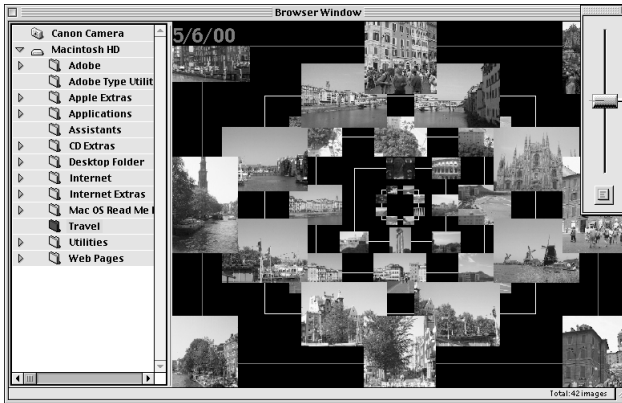 Browser Window
5/6/00
Canon Camera
Macintosh HD
Adobe
Adobe Type Utilit
Apple Extras
Applications
Assistants
CD Extras
Desktop Folder
Internet
Internet Extras
Mac OS Read Me
Travel
Utilities
Web Pages
Total:42 images